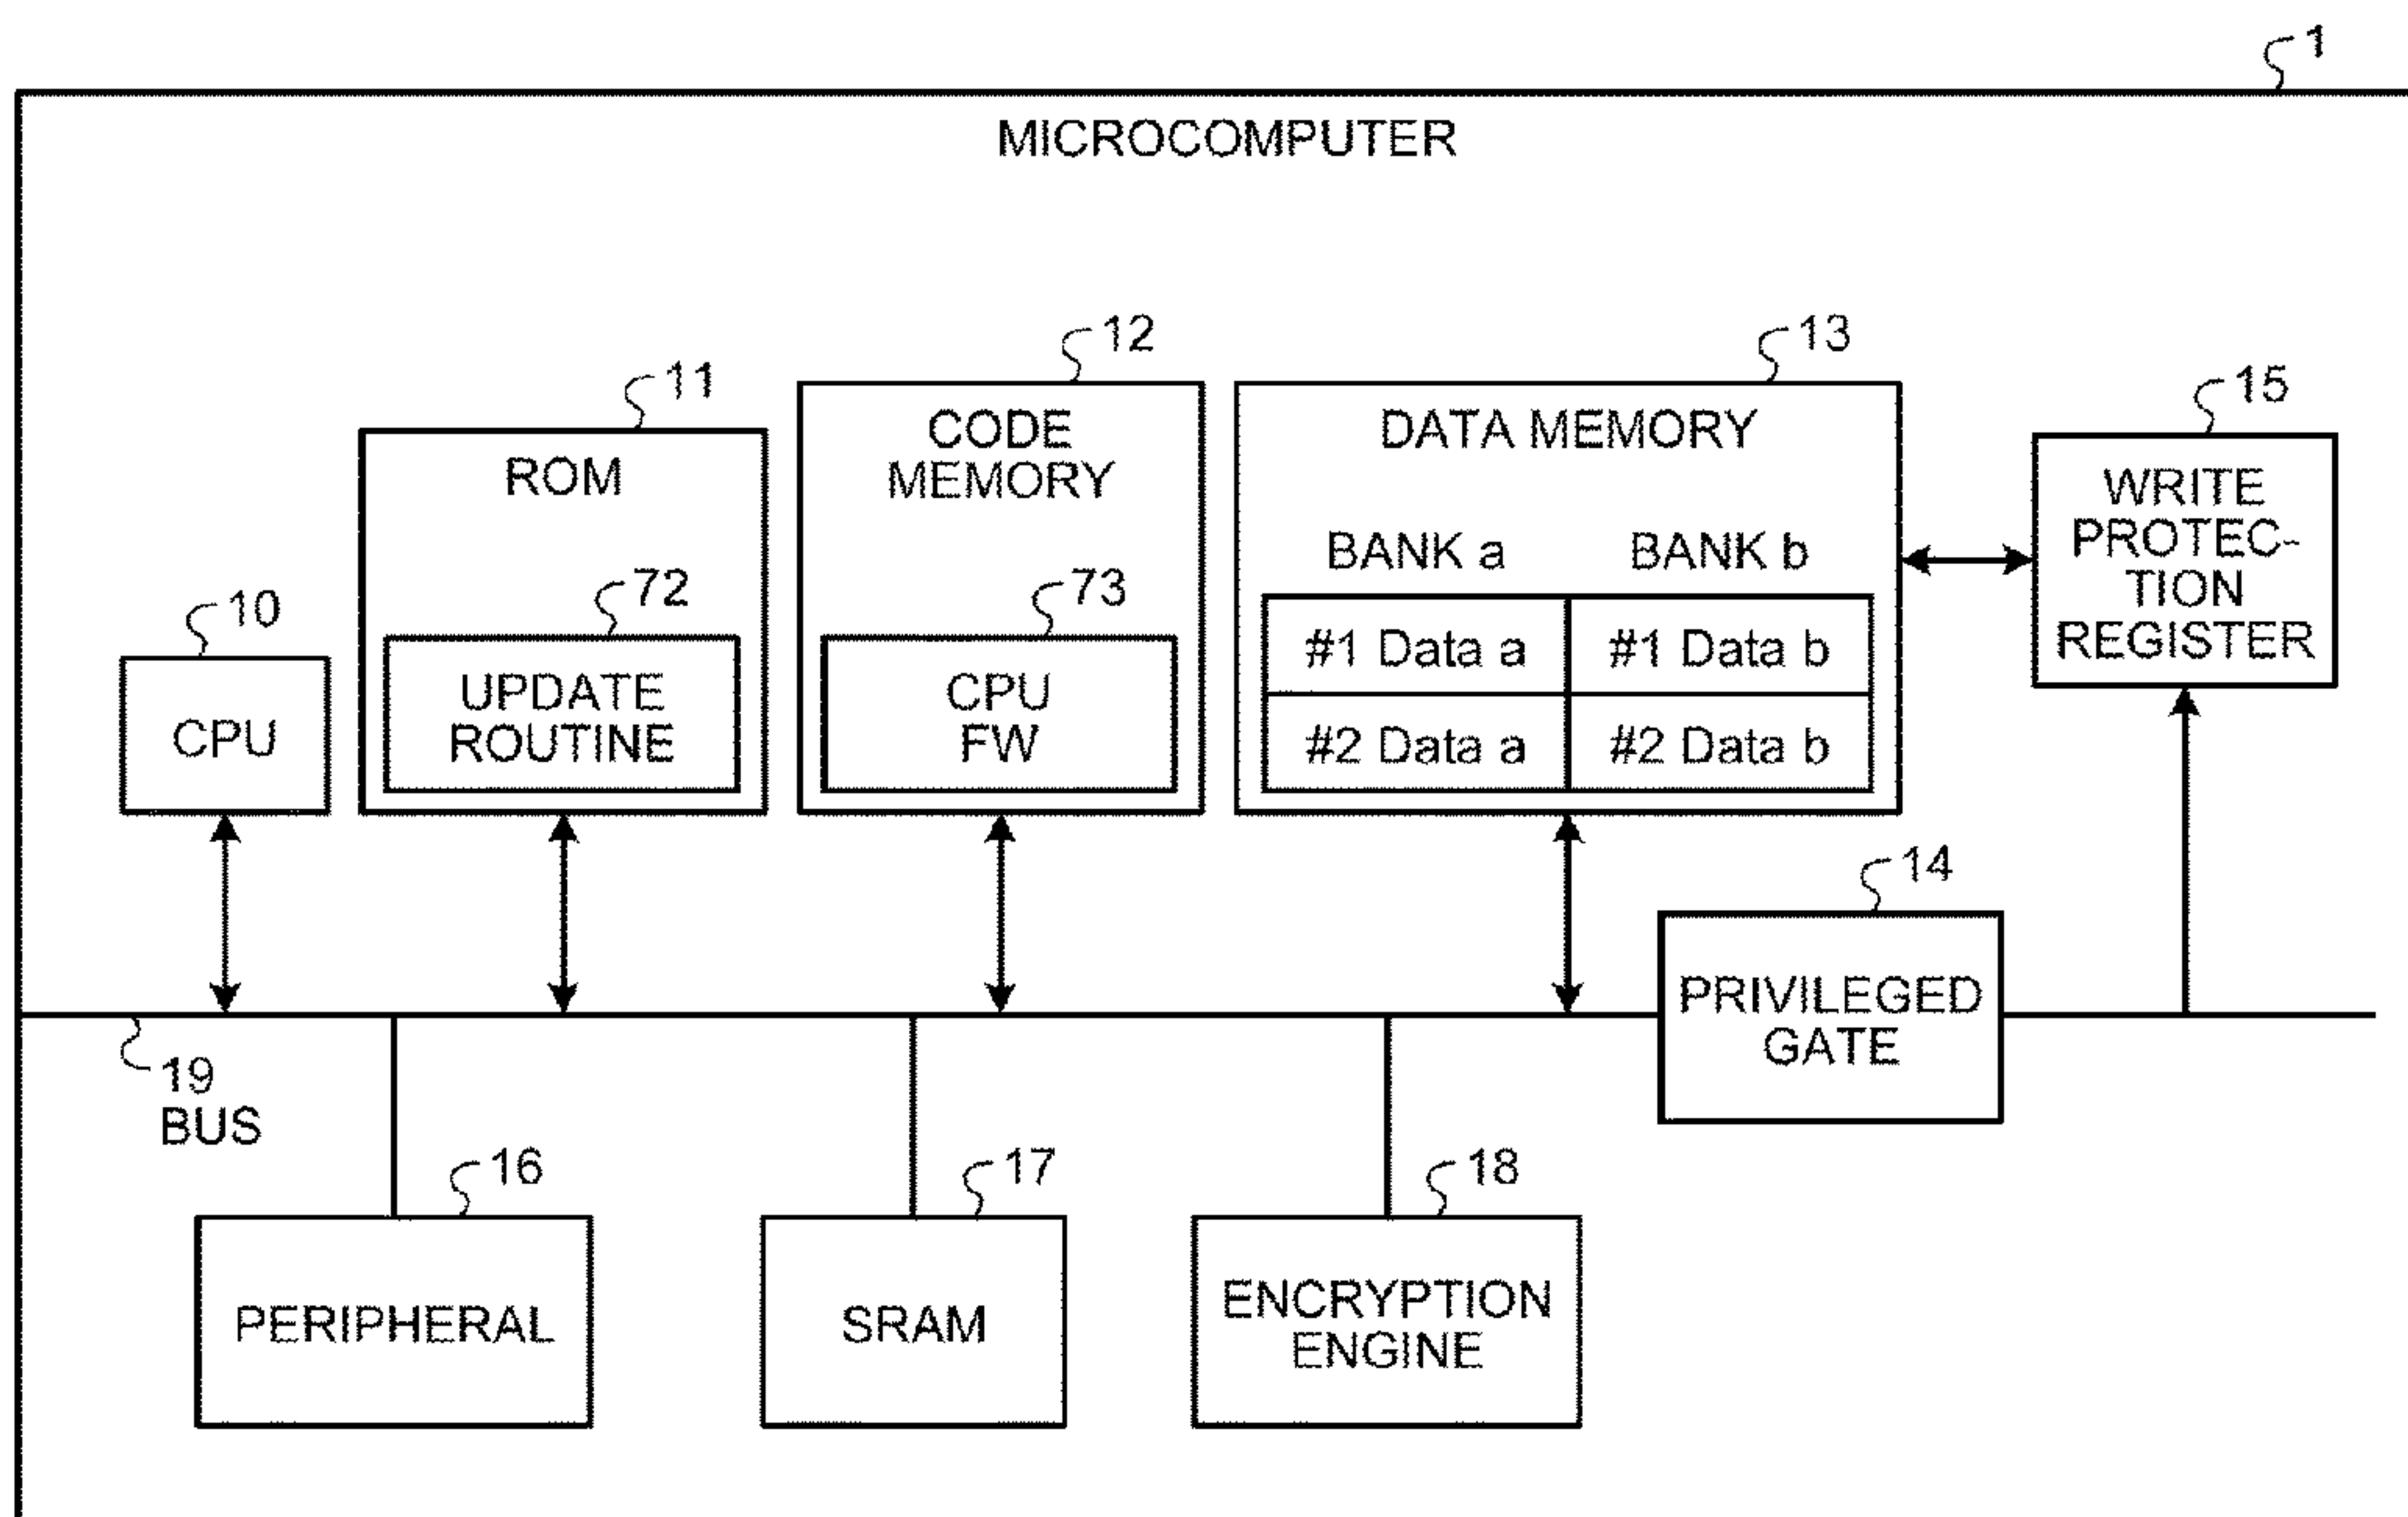 1
MICROCOMPUTER
12
13
11
15
CODE
MEMORY
DATA MEMORY
ROM
WRITE
PROTEC-
TION
REGISTER
BANK a BANK b
10
72
73
#1 Data a #1 Data b
#2 Data a #2 Data b
CPU
UPDATE
ROUTINE
CPU
FW
14
PRIVILEGED
GATE
19
BUS
16
17
18
PERIPHERAL
SRAM
ENCRYPTION
ENGINE